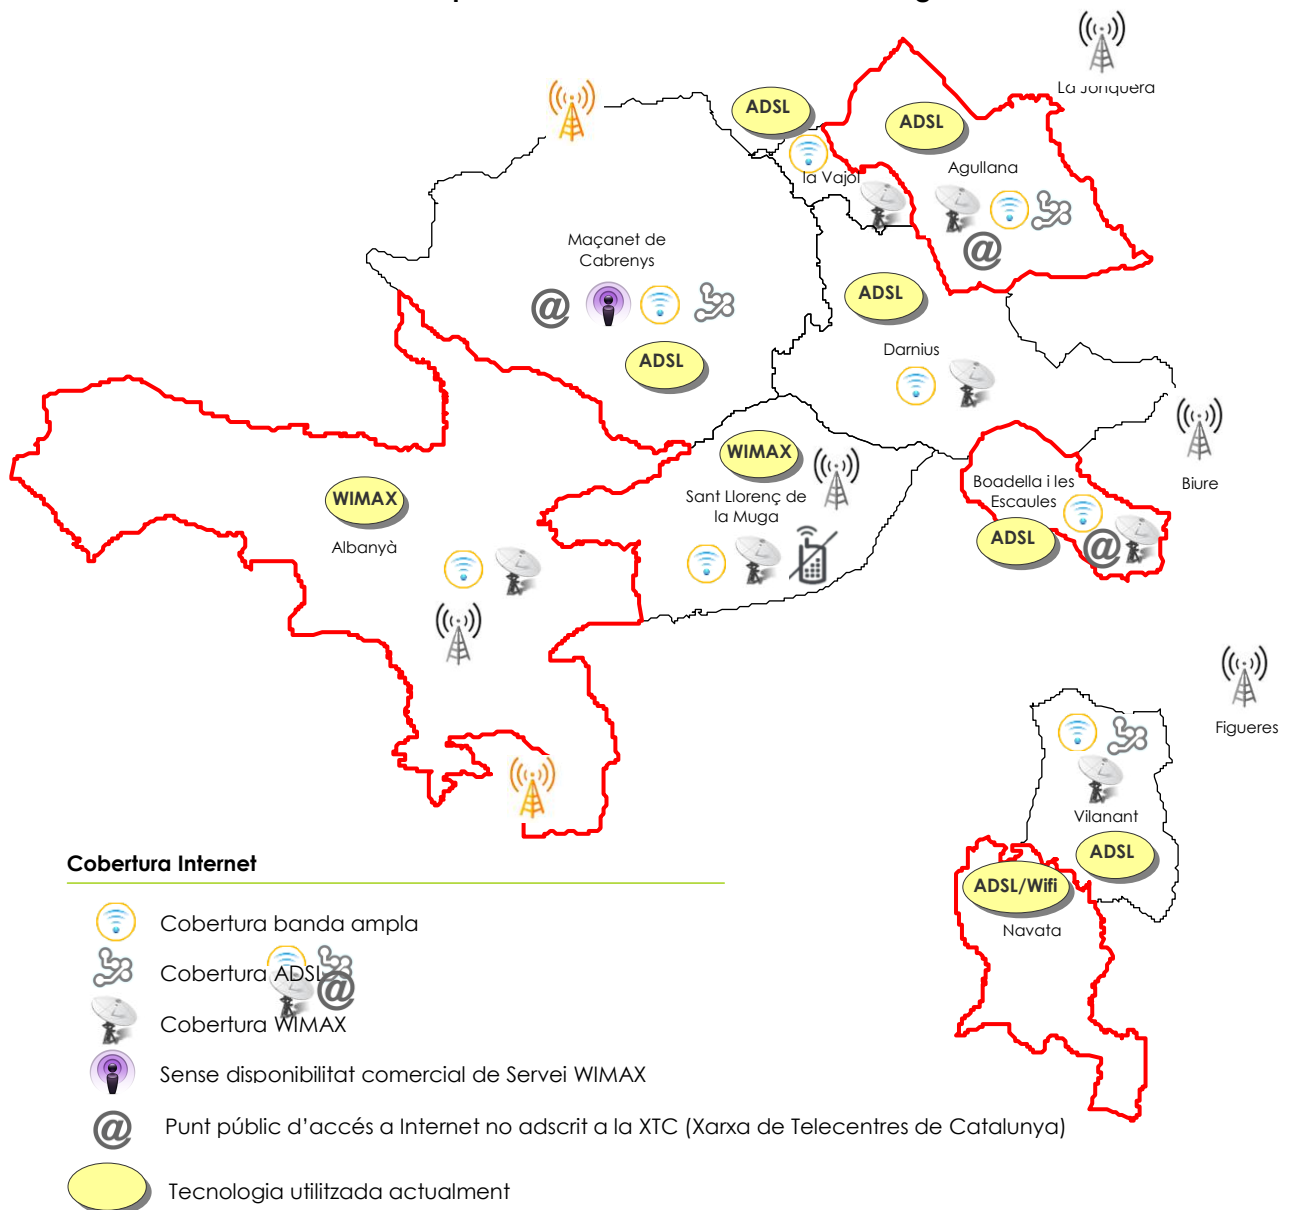 La Jonquera
ADSL
ADSL
la Vajol
Agullana
@
Maçanet de
Cabrenys
@
ADSL
ADSL
Darnius
WIMAX
Sant Llorenç de
la Muga
WIMAX
Albanyà
Boadella i les
Escaules
ADSL
@
Biure
Figueres
Vilanant
ADSL
ADSL/Wifi
Navata
Cobertura Internet
Cobertura banda ampla
Cobertura ADSL
@
Cobertura WIMAX
Sense disponibilitat comercial de Servei WIMAX
@ Punt públic d'accés a Internet no adscrit a la XTC (Xarxa de Telecentres de Catalunya)
Tecnologia utilitzada actualment